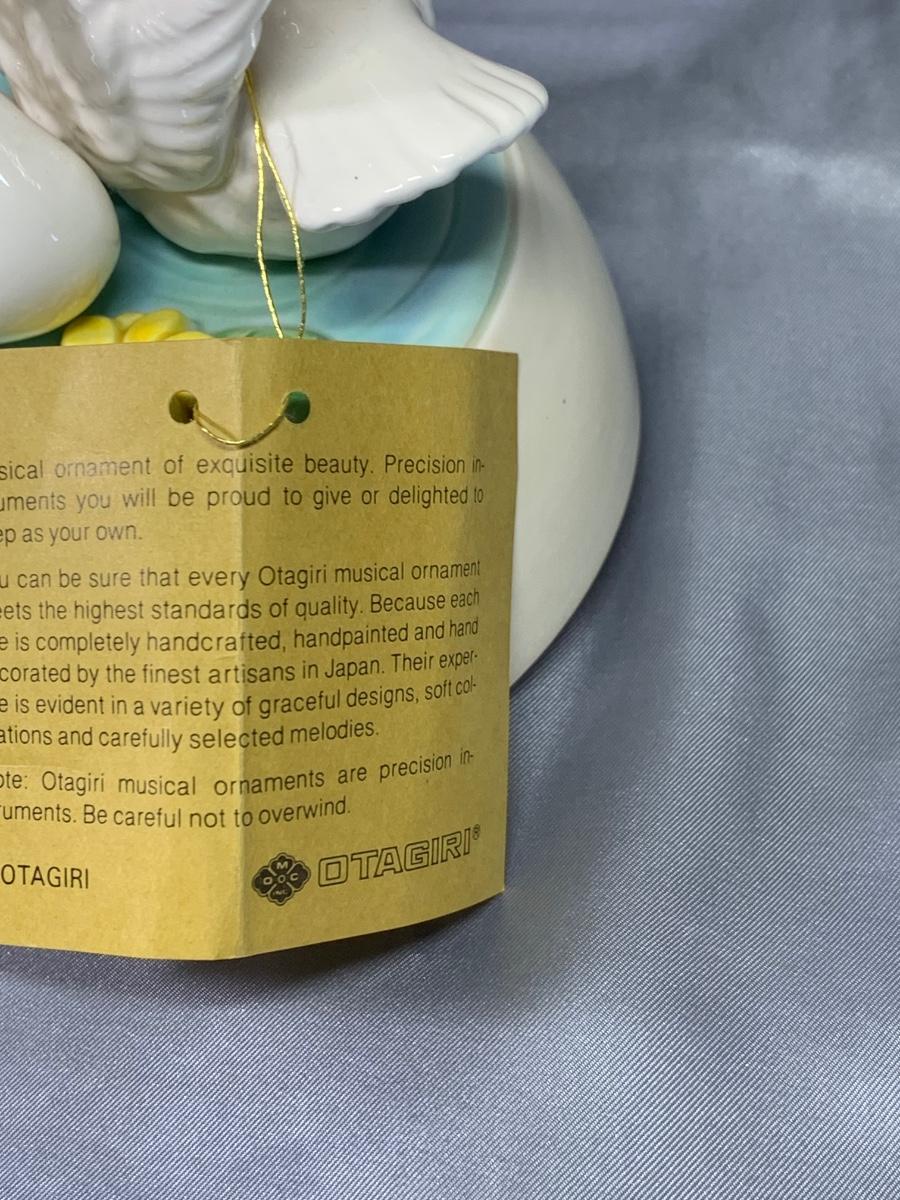 sical ornament of exquisite beauty. Precision in-
uments you will be proud to give or delighted to
ep as your own.
u can be sure that every Otagiri musical ornament
eets the highest standards of quality. Because each
e is completely handcrafted, handpainted and hand
corated by the finest artisans in Japan. Their exper-
e is evident in a variety of graceful designs, soft col-
ations and carefully selected melodies.
ote: Otagiri musical ornaments are precision in-
ruments. Be careful not to overwind.
OTAGIRI
OMC INC. OTAGIRI®